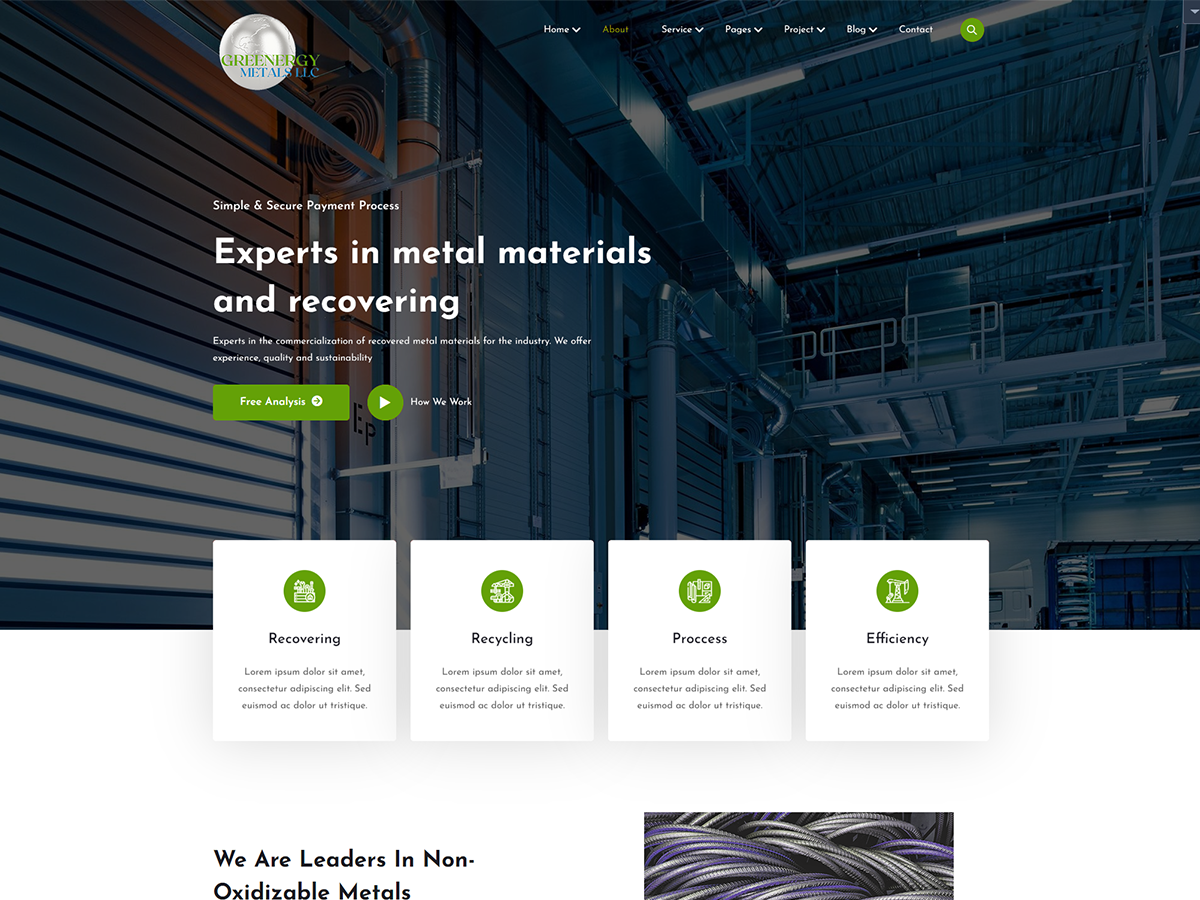 GREENERGY
METALS LLC
Home About Service Pages Project Blog Contact
Simple & Secure Payment Process
Experts in metal materials
and recovering
Experts in the commercialization of recovered metal materials for the industry. We offer
experience, quality and sustainability
Free Analysis How We Work
EP
Recovering
Lorem ipsum dolor sit amet,
consectetur adipiscing elit. Sed
euismod ac dolor ut tristique.
Recycling
Lorem ipsum dolor sit amet,
consectetur adipiscing elit. Sed
euismod ac dolor ut tristique.
Proccess
Lorem ipsum dolor sit amet,
consectetur adipiscing elit. Sed
euismod ac dolor ut tristique.
Efficiency
Lorem ipsum dolor sit amet,
consectetur adipiscing elit. Sed
euismod ac dolor ut tristique.
We Are Leaders In Non-
Oxidizable Metals